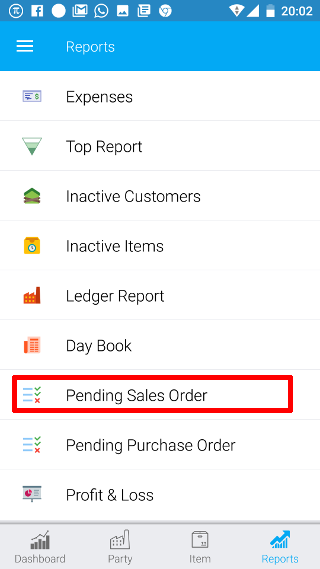 20:02
Reports
Expenses
Top Report
Inactive Customers
Inactive Items
Ledger Report
Day Book
Pending Sales Order
Pending Purchase Order
Profit & Loss
Dashboard
Party
Item
Reports